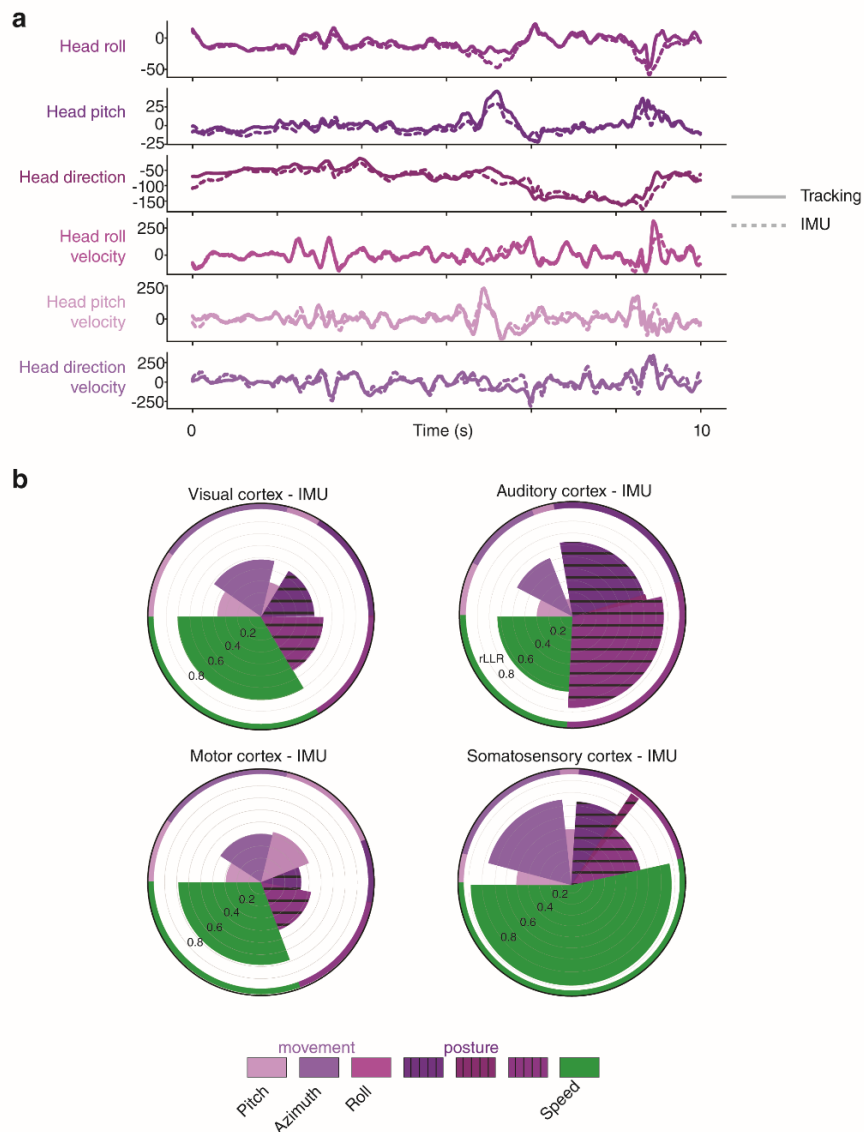 a
Head roll
0
-50
Head pitch
25
0
-25
Head direction
-50
-100
-150
Tracking
IMU
Head roll
velocity
250
0
Head pitch
velocity
250
0
Head direction
velocity
250
0
-250
0
Time (s)
10
b
Visual cortex - IMU
0.2
0.4
0.6
0.8
Auditory cortex - IMU
0.2
0.4
rLLR
0.6
0.8
Motor cortex - IMU
0.2
0.4
0.6
0.8
Somatosensory cortex - IMU
0.2
0.4
0.6
0.8
movement
posture
Pitch
Azimuth
Roll
Speed